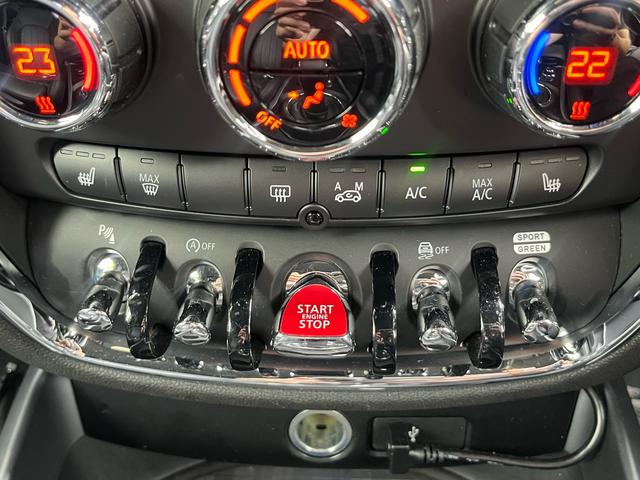 23
AUTO
OFF
22
MAX
A M
A/C
MAX
A/C
P
A OFF
OFF
SPORT
GREEN
START
ENGINE
STOP